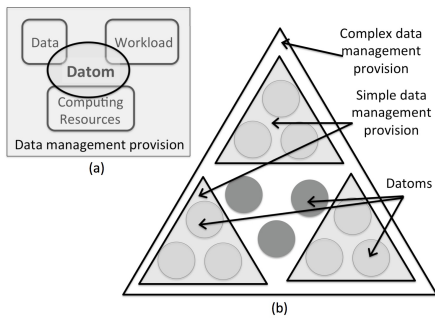 Data
Workload
Datom
Computing
Resources
Data management provision
(a)
Complex data
management
provision
Simple data
management
provision
Datoms
(b)